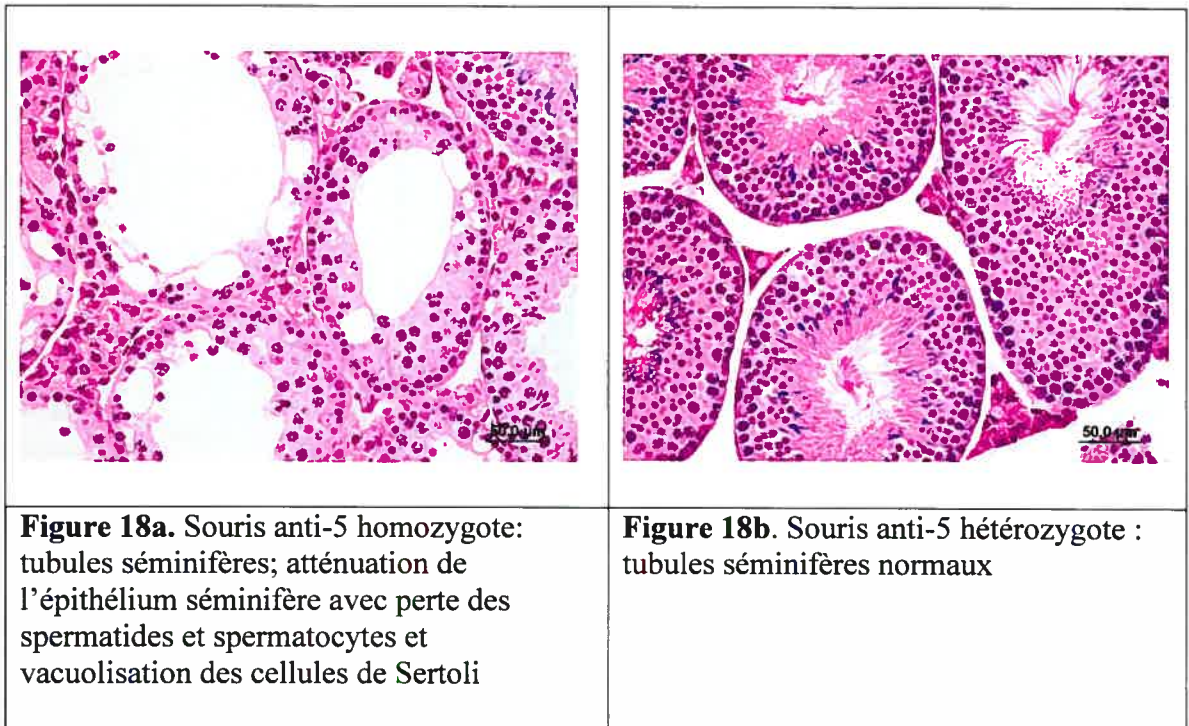 50.0 µm
50.0 µm
Figure 18a. Souris anti-5 homozygote:
tubules séminifères; atténuation de
l'épithélium séminifère avec perte des
spermatides et spermatocytes et
vacuolisation des cellules de Sertoli
Figure 18b. Souris anti-5 hétérozygote :
tubules séminifères normaux